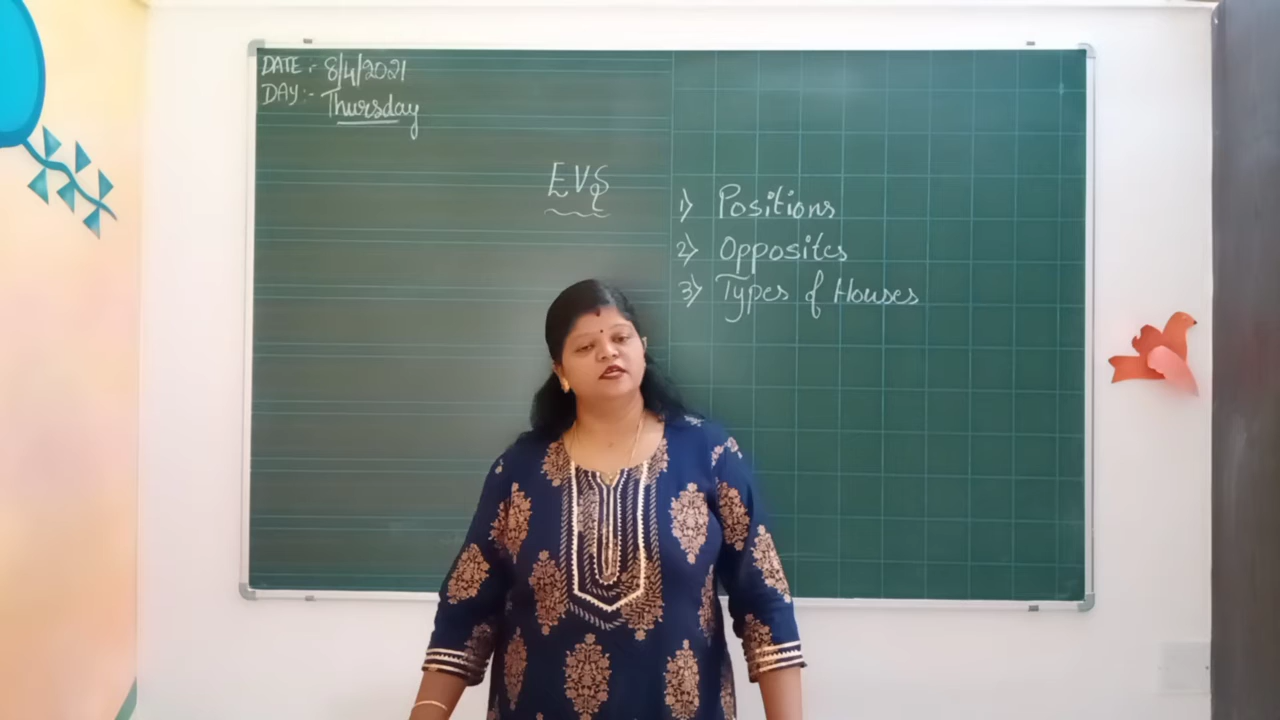 DATE :- 8/4/2021
DAY :- Thursday
EVS
1) Positions
2) Opposites
3) Types of Houses